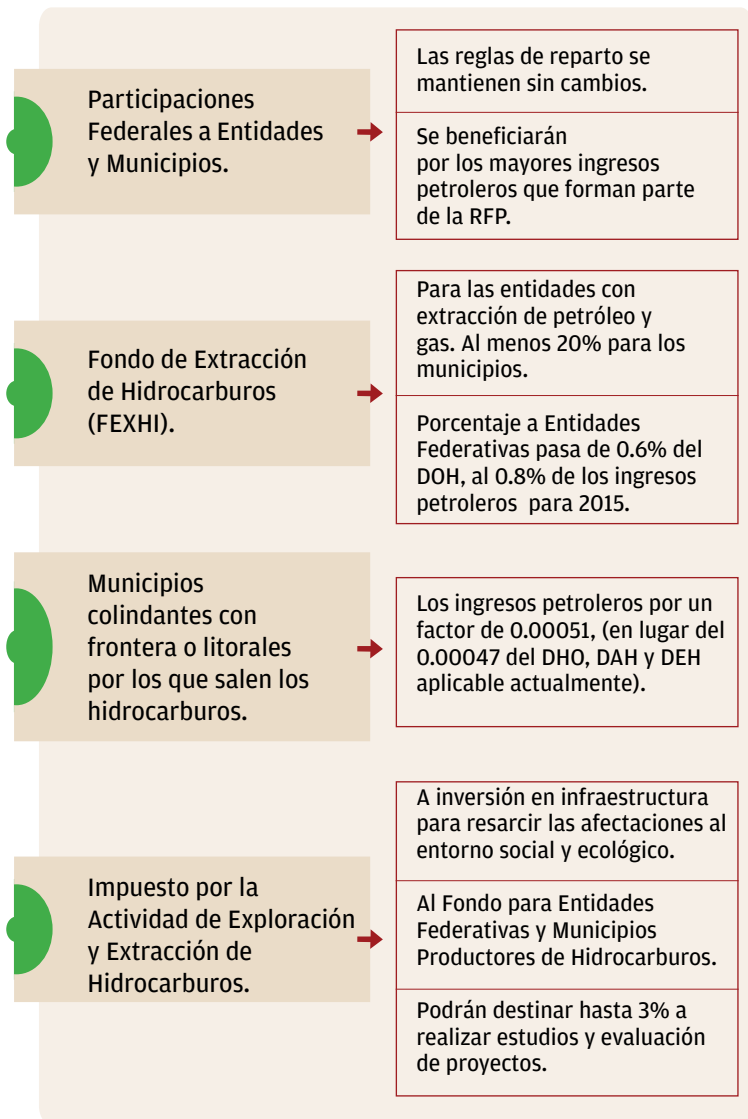 Participaciones
Federales a Entidades
y Municipios.
Las reglas de reparto se
mantienen sin cambios.
Se beneficiarán
por los mayores ingresos
petroleros que forman parte
de la RFP.
Fondo de Extracción
de Hidrocarburos
(FEXHI).
Para las entidades con
extracción de petróleo y
gas. Al menos 20% para los
municipios.
Porcentaje a Entidades
Federativas pasa de 0.6% del
DOH, al 0.8% de los ingresos
petroleros para 2015.
Municipios
colindantes con
frontera o litorales
por los que salen los
hidrocarburos.
Los ingresos petroleros por un
factor de 0.00051, (en lugar del
0.00047 del DHO, DAH y DEH
aplicable actualmente).
Impuesto por la
Actividad de Exploración
y Extracción de
Hidrocarburos.
A inversión en infraestructura
para resarcir las afectaciones al
entorno social y ecológico.
Al Fondo para Entidades
Federativas y Municipios
Productores de Hidrocarburos.
Podrán destinar hasta 3% a
realizar estudios y evaluación
de proyectos.